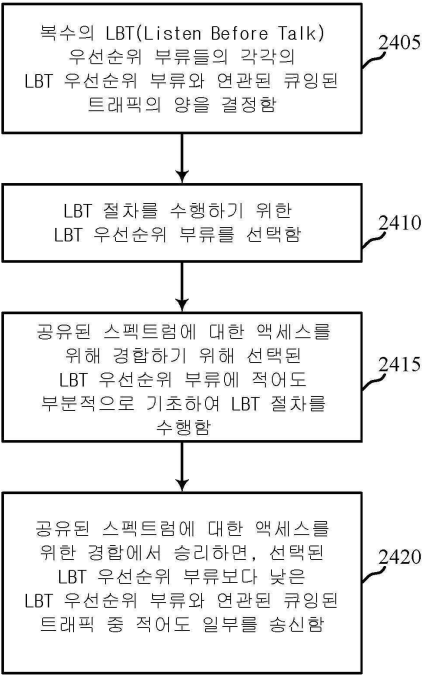 복수의 LBT(Listen Before Talk)
우선순위 부류들의 각각의
LBT 우선순위 부류와 연관된 큐잉된
트래픽의 양을 결정함
2405
LBT 절차를 수행하기 위한
LBT 우선순위 부류를 선택함
2410
공유된 스펙트럼에 대한 액세스를
위해 경합하기 위해 선택된
LBT 우선순위 부류에 적어도
부분적으로 기초하여 LBT 절차를
수행함
2415
공유된 스펙트럼에 대한 액세스를
위한 경합에서 승리하면, 선택된
LBT 우선순위 부류보다 낮은
LBT 우선순위 부류와 연관된 큐잉된
트래픽 중 적어도 일부를 송신함
2420